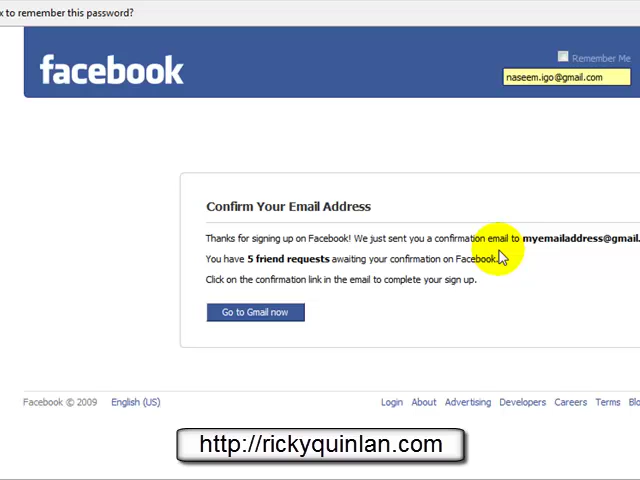 x to remember this password?
facebook
Remember Me
naseem.igo@gmail.com
Confirm Your Email Address
Thanks for signing up on Facebook! We just sent you a confirmation email to myemailaddress@gmail.
You have 5 friend requests awaiting your confirmation on Facebook.
Click on the confirmation link in the email to complete your sign up.
Go to Gmail now
Facebook © 2009 English (US) Login About Advertising Developers Careers Terms Blo
http://rickyquinlan.com